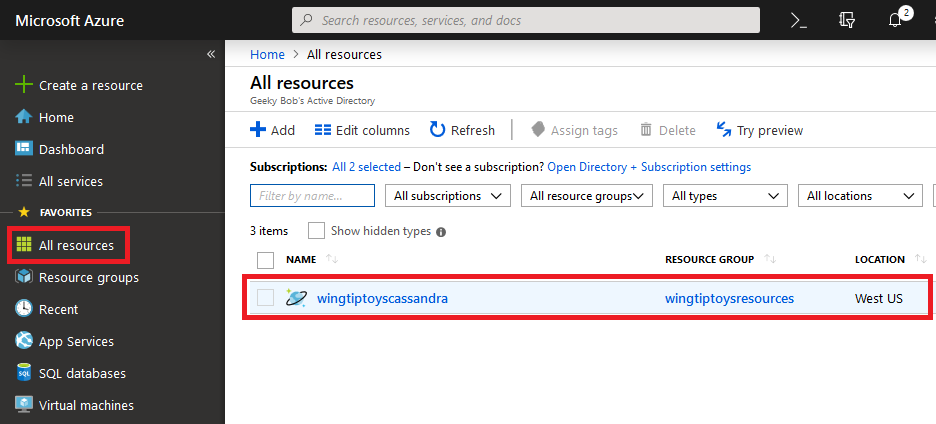 Microsoft Azure
Search resources, services, and docs
2
«
Create a resource
Home
Dashboard
All services
FAVORITES
All resources
Resource groups
Recent
App Services
SQL databases
Virtual machines
Home > All resources
All resources
Geeky Bob's Active Directory
Add Edit columns Refresh Assign tags Delete Try preview
Subscriptions: All 2 selected – Don't see a subscription? Open Directory + Subscription settings
Filter by name... All subscriptions All resource groups All types All locations
3 items Show hidden types
NAME RESOURCE GROUP LOCATION
wingtiptoyscassandra wingtiptoysresources West US